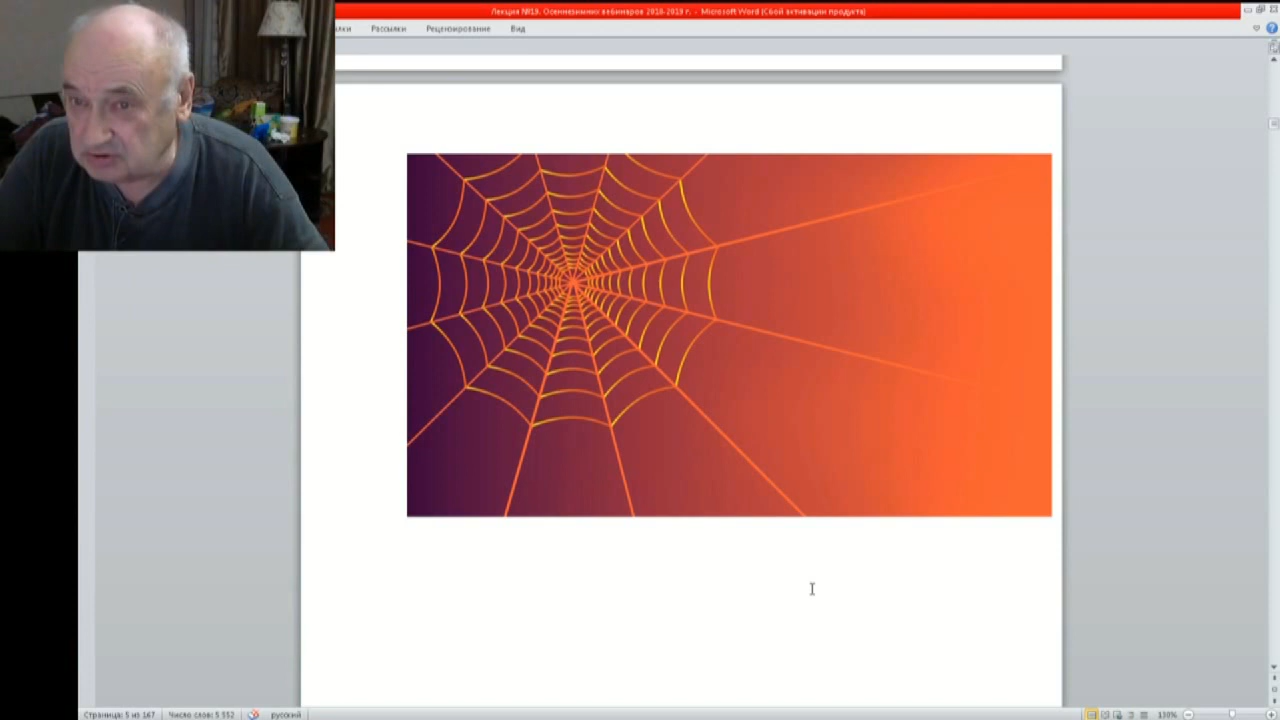 Лекция №19. Осеннезимних вебинаров 2018-2019 г. - Microsoft Word (Сбой активации продукта)
лки Рассылки Рецензирование Вид
Страница: 5 из 167 Число слов: 5 552 русский 130%